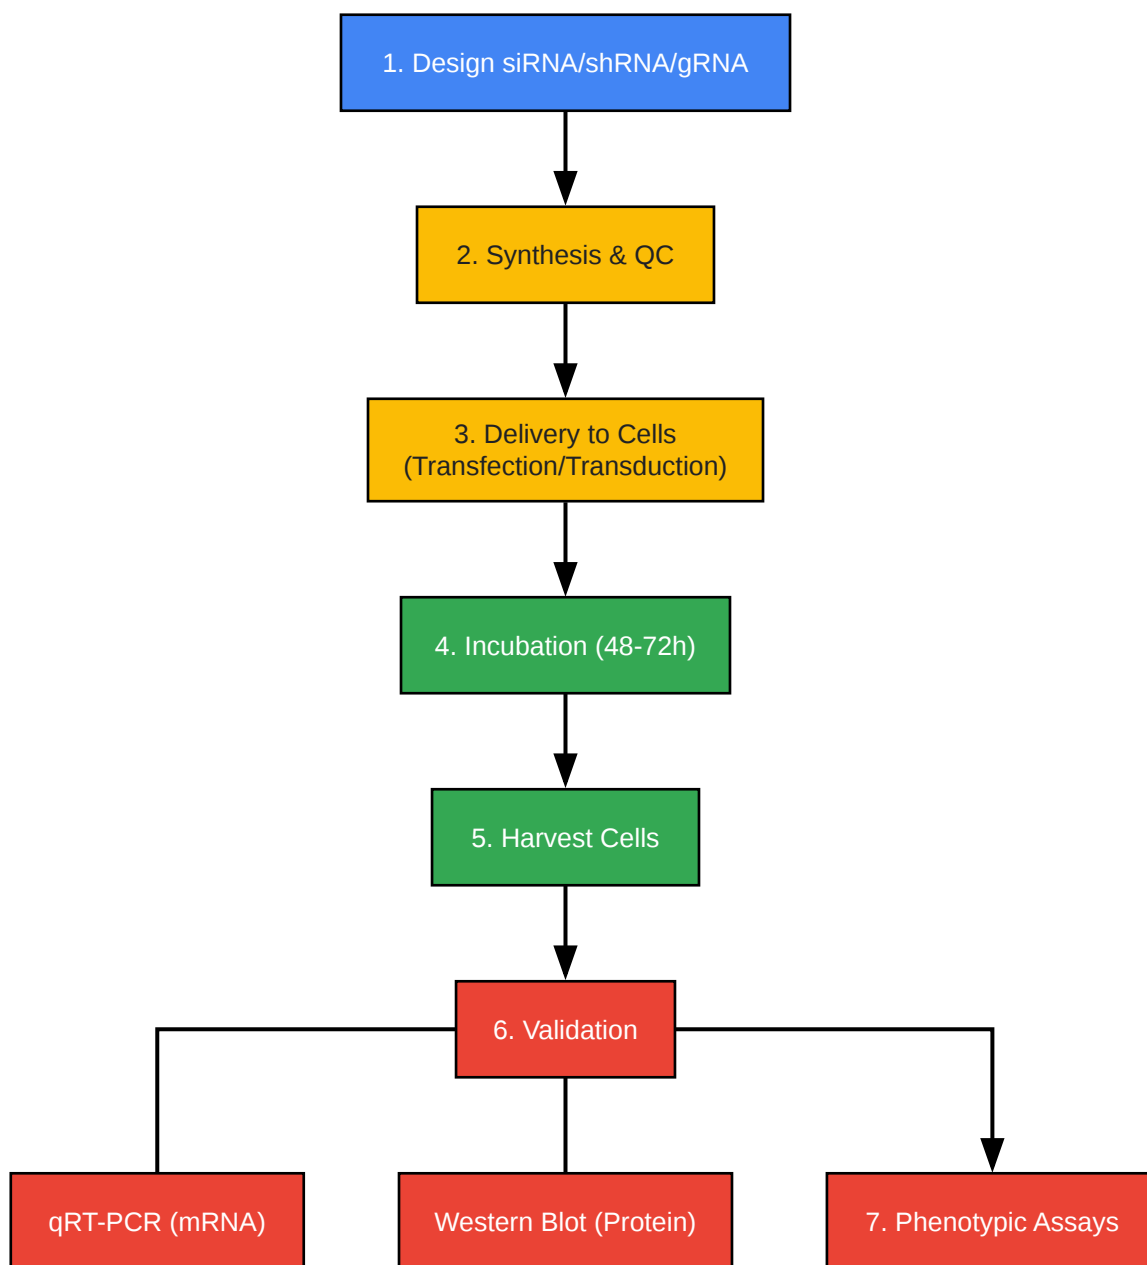 1. Design siRNA/shRNA/gRNA
2. Synthesis & QC
3. Delivery to Cells
(Transfection/Transduction)
4. Incubation (48-72h)
5. Harvest Cells
6. Validation
qRT-PCR (mRNA)
Western Blot (Protein)
7. Phenotypic Assays